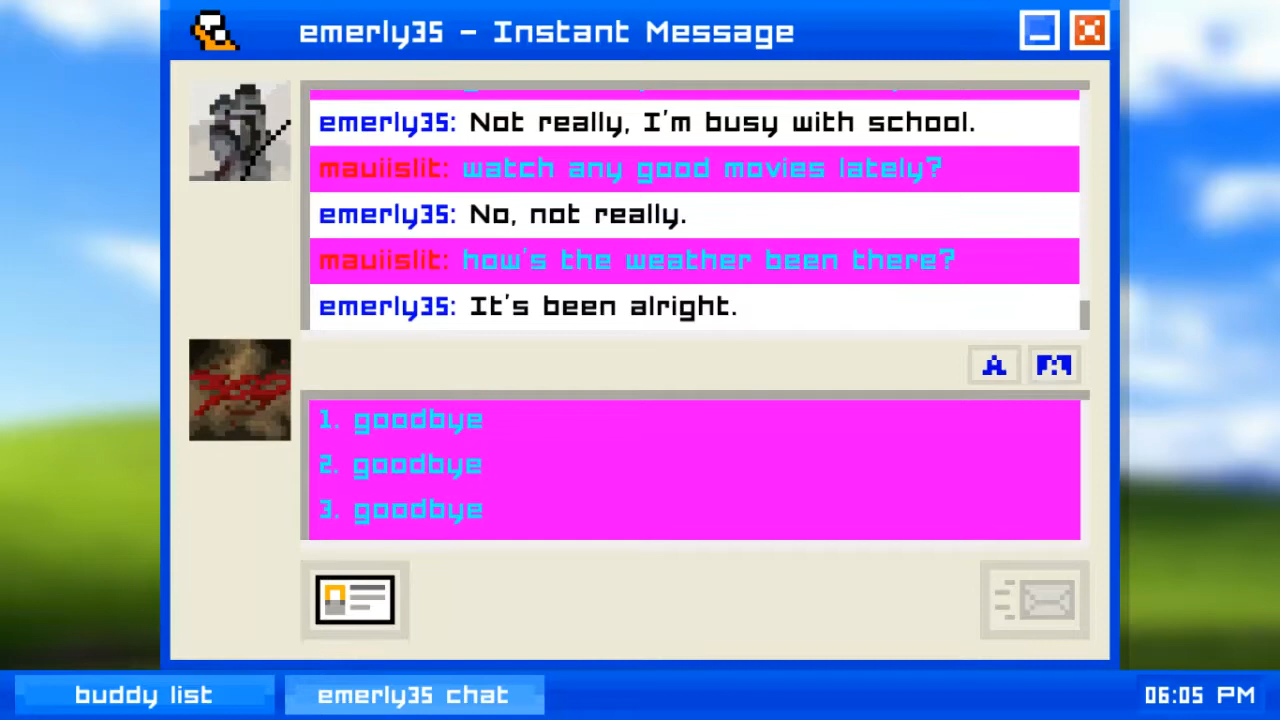 emerly35 - Instant Message
emerly35: Not really, I'm busy with school.
mauiislit: watch any good movies lately?
emerly35: No, not really.
mauiislit: how's the weather been there?
emerly35: It's been alright.
A
1. goodbye
2. goodbye
3. goodbye
buddy list
emerly35 chat
06:05 PM